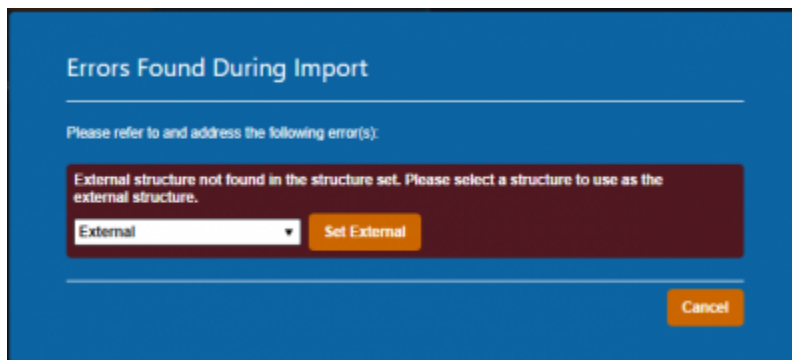 Errors Found During Import
Please refer to and address the following error(s):
External structure not found in the structure set. Please select a structure to use as the
external structure.
External
Set External
Cancel